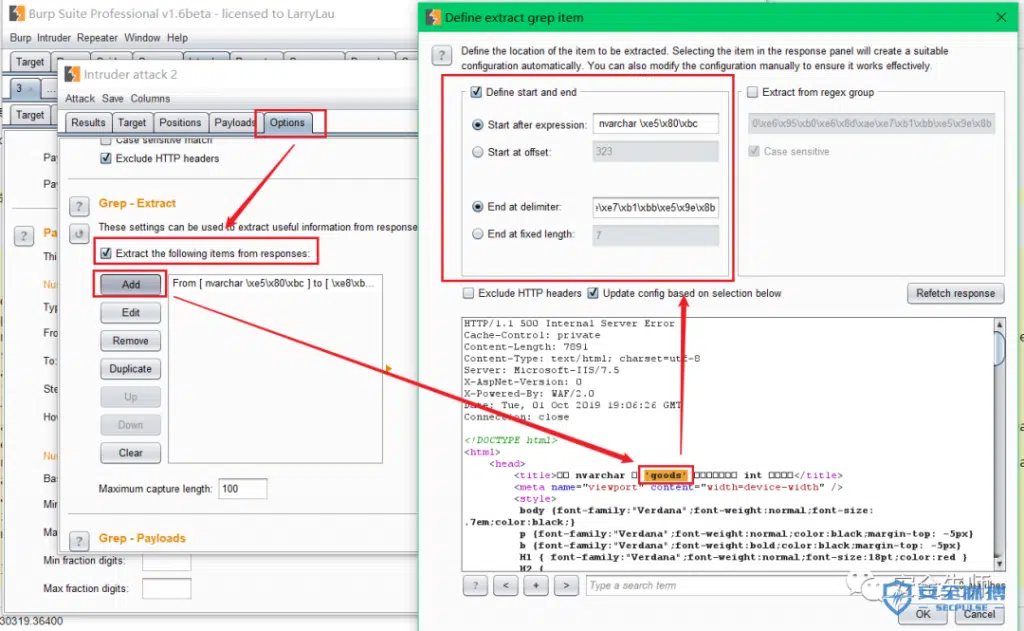 Burp Suite Professional v1.6beta - licensed to LarryLau
Burp Intruder Repeater Window Help
Target
3
...
Target
Intruder attack 2
Attack Save Columns
Results Target Positions Payloads Options
Case sensitive match
Exclude HTTP headers
? Grep - Extract
These settings can be used to extract useful information from response
Extract the following items from responses:
Add
From [ nvarchar \xe5\x80\xbc ] to [ \xe8\xb...
Edit
Remove
Duplicate
Up
Down
Clear
Maximum capture length: 100
? Grep - Payloads
Pa
Pa
? Pa
Thi
Nu
Typ
Fro
To:
Ste
Hov
Nu
Bas
Min
Ma
Min fraction digits:
Max fraction digits:
30319.36400
Define extract grep item
? Define the location of the item to be extracted. Selecting the item in the response panel will create a suitable
configuration automatically. You can also modify the configuration manually to ensure it works effectively.
Define start and end
Start after expression: nvarchar \xe5\x80\xbc
Start at offset: 323
End at delimiter: \xe7\xb1\xbb\xe5\x9e\x8b
End at fixed length: 7
Extract from regex group
0\xe6\x95\xb0\xe6\x8d\xae\xe7\xb1\xbb\xe5\x9e\x8b
Case sensitive
Exclude HTTP headers Update config based on selection below
Refetch response
HTTP/1.1 500 Internal Server Error
Cache-Control: private
Content-Length: 7891
Content-Type: text/html; charset=utf-8
Server: Microsoft-IIS/7.5
X-AspNet-Version: 0
X-Powered-By: WAF/2.0
Date: Tue, 01 Oct 2019 19:06:26 GMT
Connection: close
<!DOCTYPE html>
<html>
<head>
<title>□□ nvarchar □ 'goods' □□□□□□□ int □□□□</title>
<meta name="viewport" content="width=device-width" />
<style>
body {font-family:"Verdana";font-weight:normal;font-size:
.7em;color:black;}
p {font-family:"Verdana";font-weight:normal;color:black;margin-top: -5px}
b {font-family:"Verdana";font-weight:bold;color:black;margin-top: -5px}
H1 { font-family:"Verdana";font-weight:normal;font-size:18pt;color:red }
H2 {
? < + > Type a search term
安全脉搏
SECPULSE
OK Cancel